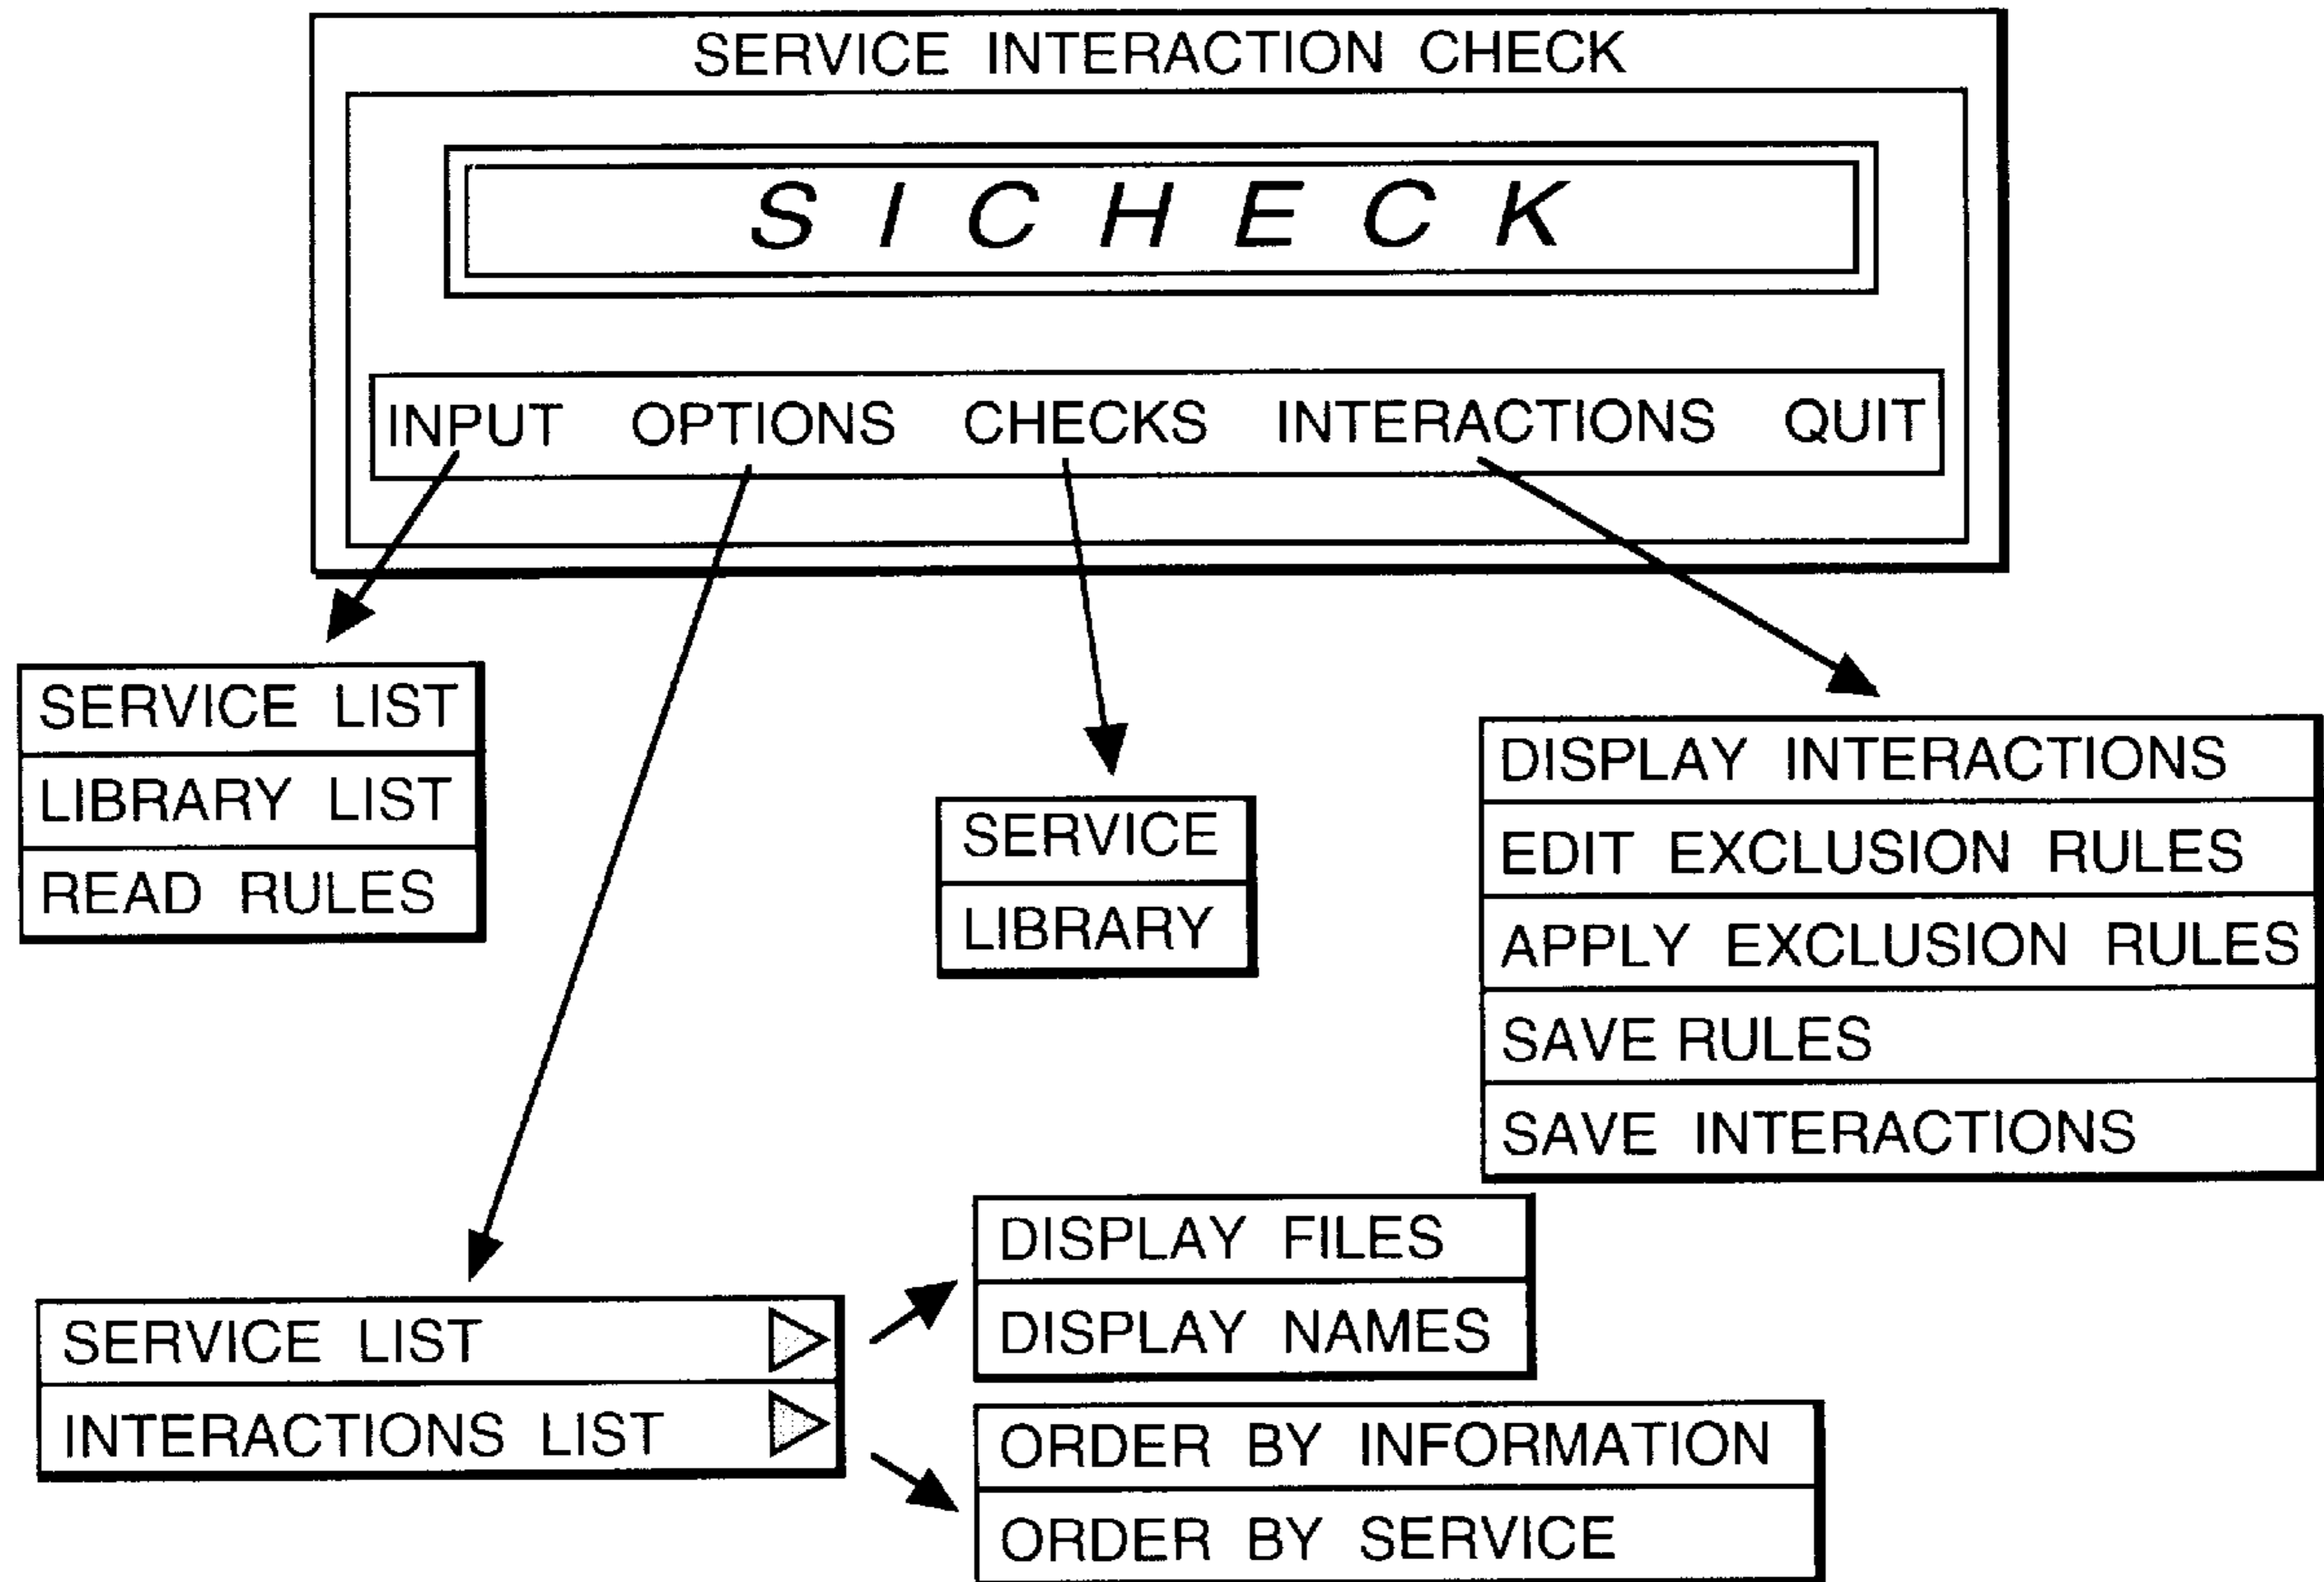 SERVICE INTERACTION CHECK
S I C H E C K
INPUT OPTIONS CHECKS INTERACTIONS QUIT
SERVICE LIST
LIBRARY LIST
READ RULES
SERVICE
LIBRARY
DISPLAY INTERACTIONS
EDIT EXCLUSION RULES
APPLY EXCLUSION RULES
SAVE RULES
SAVE INTERACTIONS
SERVICE LIST
INTERACTIONS LIST
DISPLAY FILES
DISPLAY NAMES
ORDER BY INFORMATION
ORDER BY SERVICE